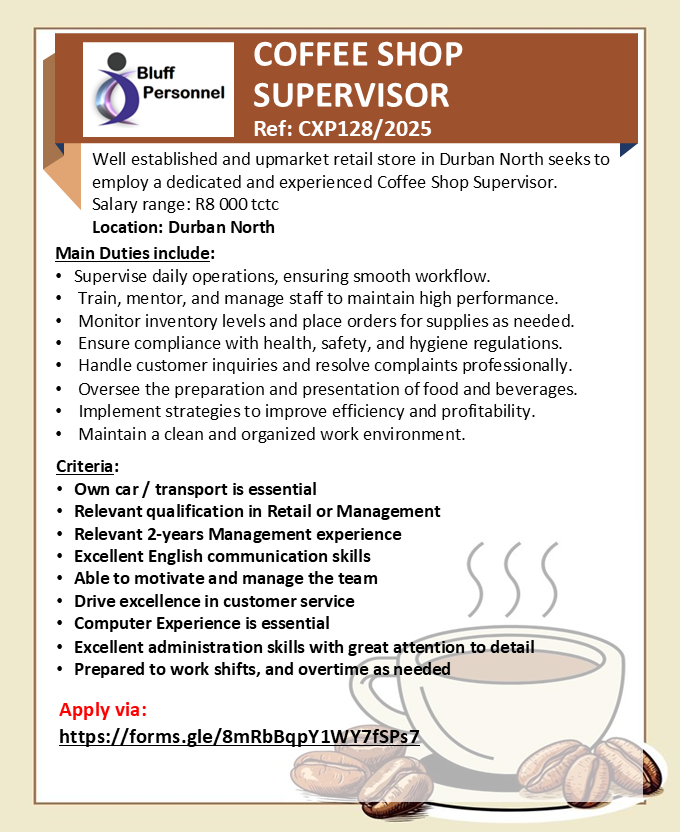 Bluff
Personnel
COFFEE SHOP
SUPERVISOR
Ref: CXP128/2025
Well established and upmarket retail store in Durban North seeks to
employ a dedicated and experienced Coffee Shop Supervisor.
Salary range: R8 000 tctc
Location: Durban North
Main Duties include:
• Supervise daily operations, ensuring smooth workflow.
• Train, mentor, and manage staff to maintain high performance.
• Monitor inventory levels and place orders for supplies as needed.
• Ensure compliance with health, safety, and hygiene regulations.
• Handle customer inquiries and resolve complaints professionally.
• Oversee the preparation and presentation of food and beverages.
• Implement strategies to improve efficiency and profitability.
• Maintain a clean and organized work environment.
Criteria:
• Own car / transport is essential
• Relevant qualification in Retail or Management
• Relevant 2-years Management experience
• Excellent English communication skills
• Able to motivate and manage the team
• Drive excellence in customer service
• Computer Experience is essential
• Excellent administration skills with great attention to detail
• Prepared to work shifts, and overtime as needed
Apply via:
https://forms.gle/8mRbBqpY1WY7fSPs7